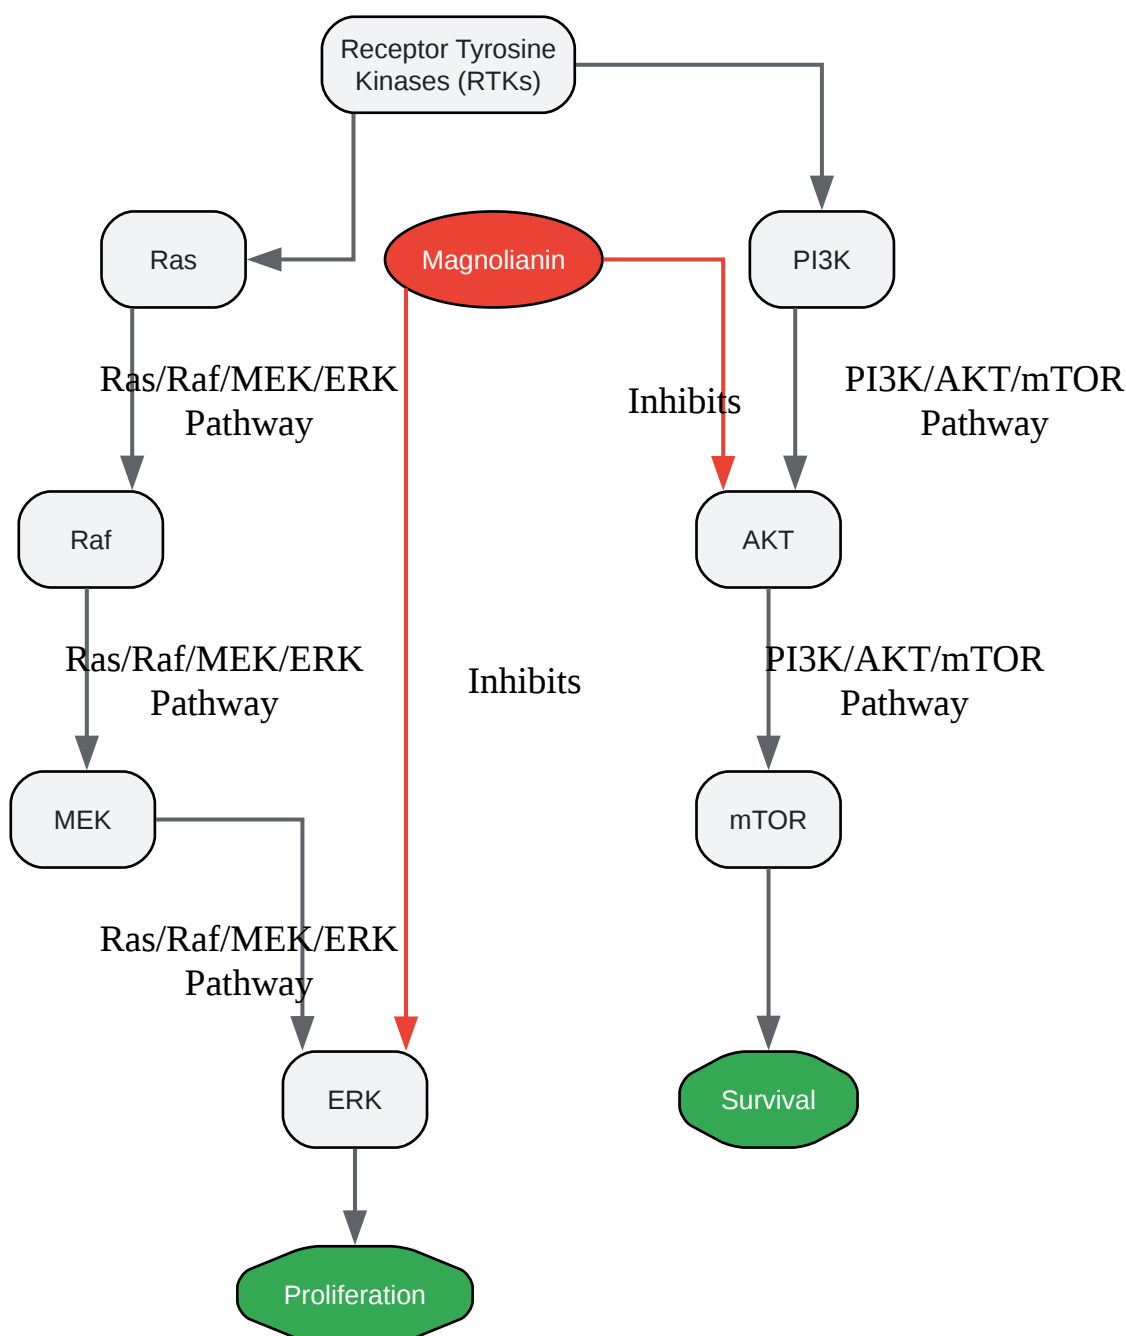 Receptor Tyrosine
Kinases (RTKs)
Ras
Magnolianin
PI3K
Ras/Raf/MEK/ERK
Pathway
Inhibits
PI3K/AKT/mTOR
Pathway
Raf
AKT
Ras/Raf/MEK/ERK
Pathway
Inhibits
PI3K/AKT/mTOR
Pathway
MEK
mTOR
Ras/Raf/MEK/ERK
Pathway
ERK
Survival
Proliferation